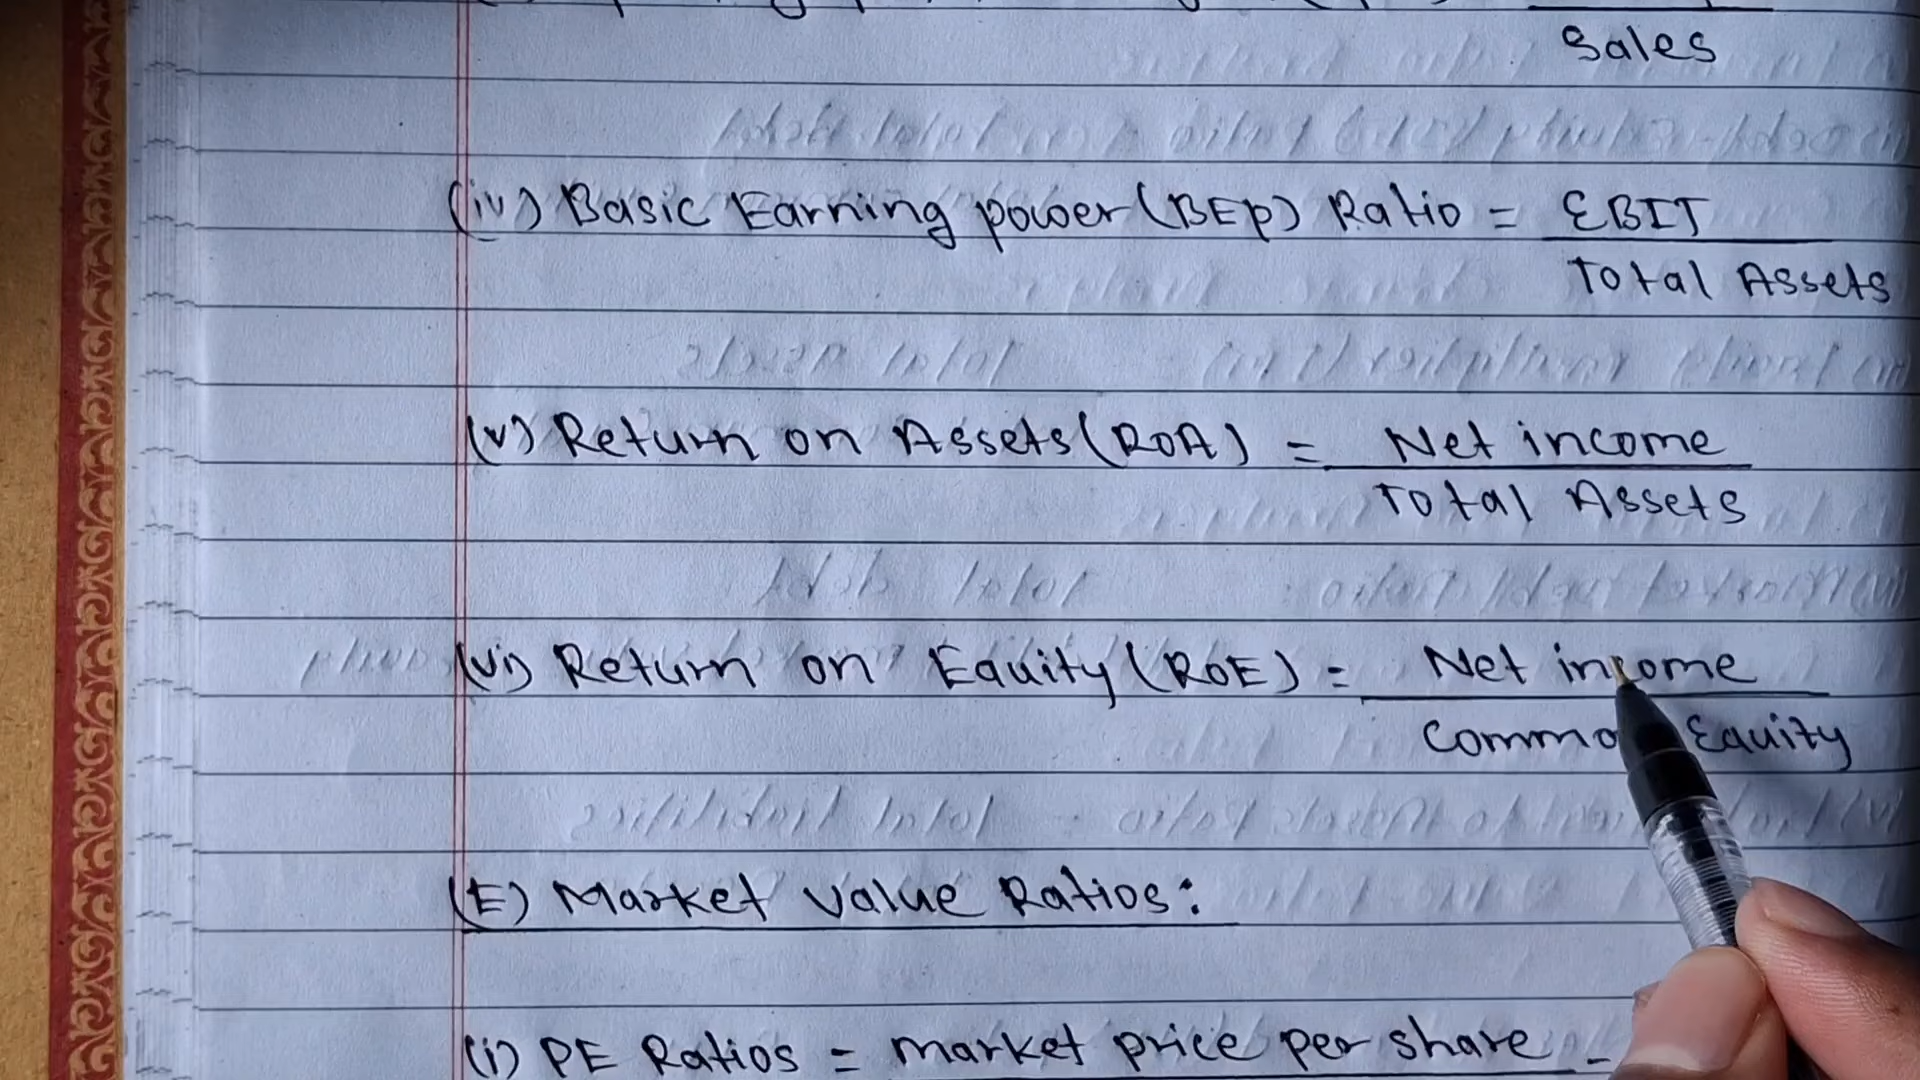 Sales
(iv) Basic Earning power (BEP) Ratio = EBIT
Total Assets
(v) Return on Assets (ROA) = Net income
Total Assets
(vi) Return on Equity (ROE) = Net income
Common Equity
(E) Market value Ratios:
(i) PE Ratios = market price per share